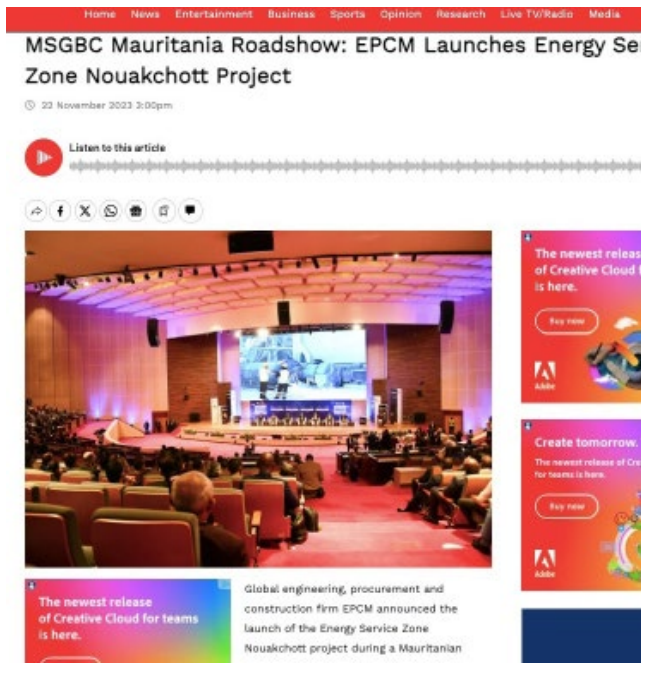 Home News Entertainment Business Sports Opinion Research Live TV/Radio Media
MSGBC Mauritania Roadshow: EPCM Launches Energy Se
Zone Nouakchott Project
22 November 2023 3:00pm
Listen to this article
The newest releas
of Creative Cloud f
is here.
Buy now
Adobe
Create tomorrow.
The newest release of Cre
for teams is here.
Buy now
Adobe
The newest release
of Creative Cloud for teams
is here.
Global engineering, procurement and
construction firm EPCM announced the
launch of the Energy Service Zone
Nouakchott project during a Mauritanian